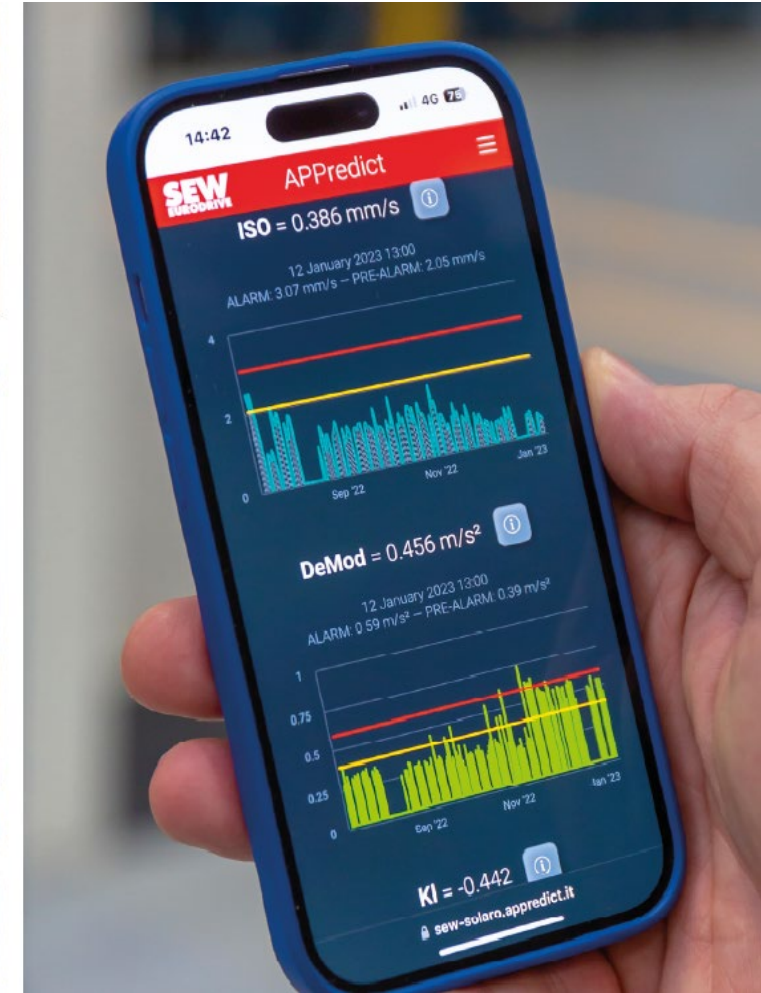 14:42
4G 75
SEW
EURODRIVE
APPredict
ISO = 0.386 mm/s
12 January 2023 13:00
ALARM: 3.07 mm/s — PRE-ALARM: 2.05 mm/s
4
2
0
Sep '22
Nov '22
Jan '23
DeMod = 0.456 m/s²
12 January 2023 13:00
ALARM: 0.59 m/s² — PRE-ALARM: 0.39 m/s²
1
0.75
0.5
0.25
0
Sep '22
Nov '22
Jan '23
KI = -0.442
sew-solaro.appredict.it